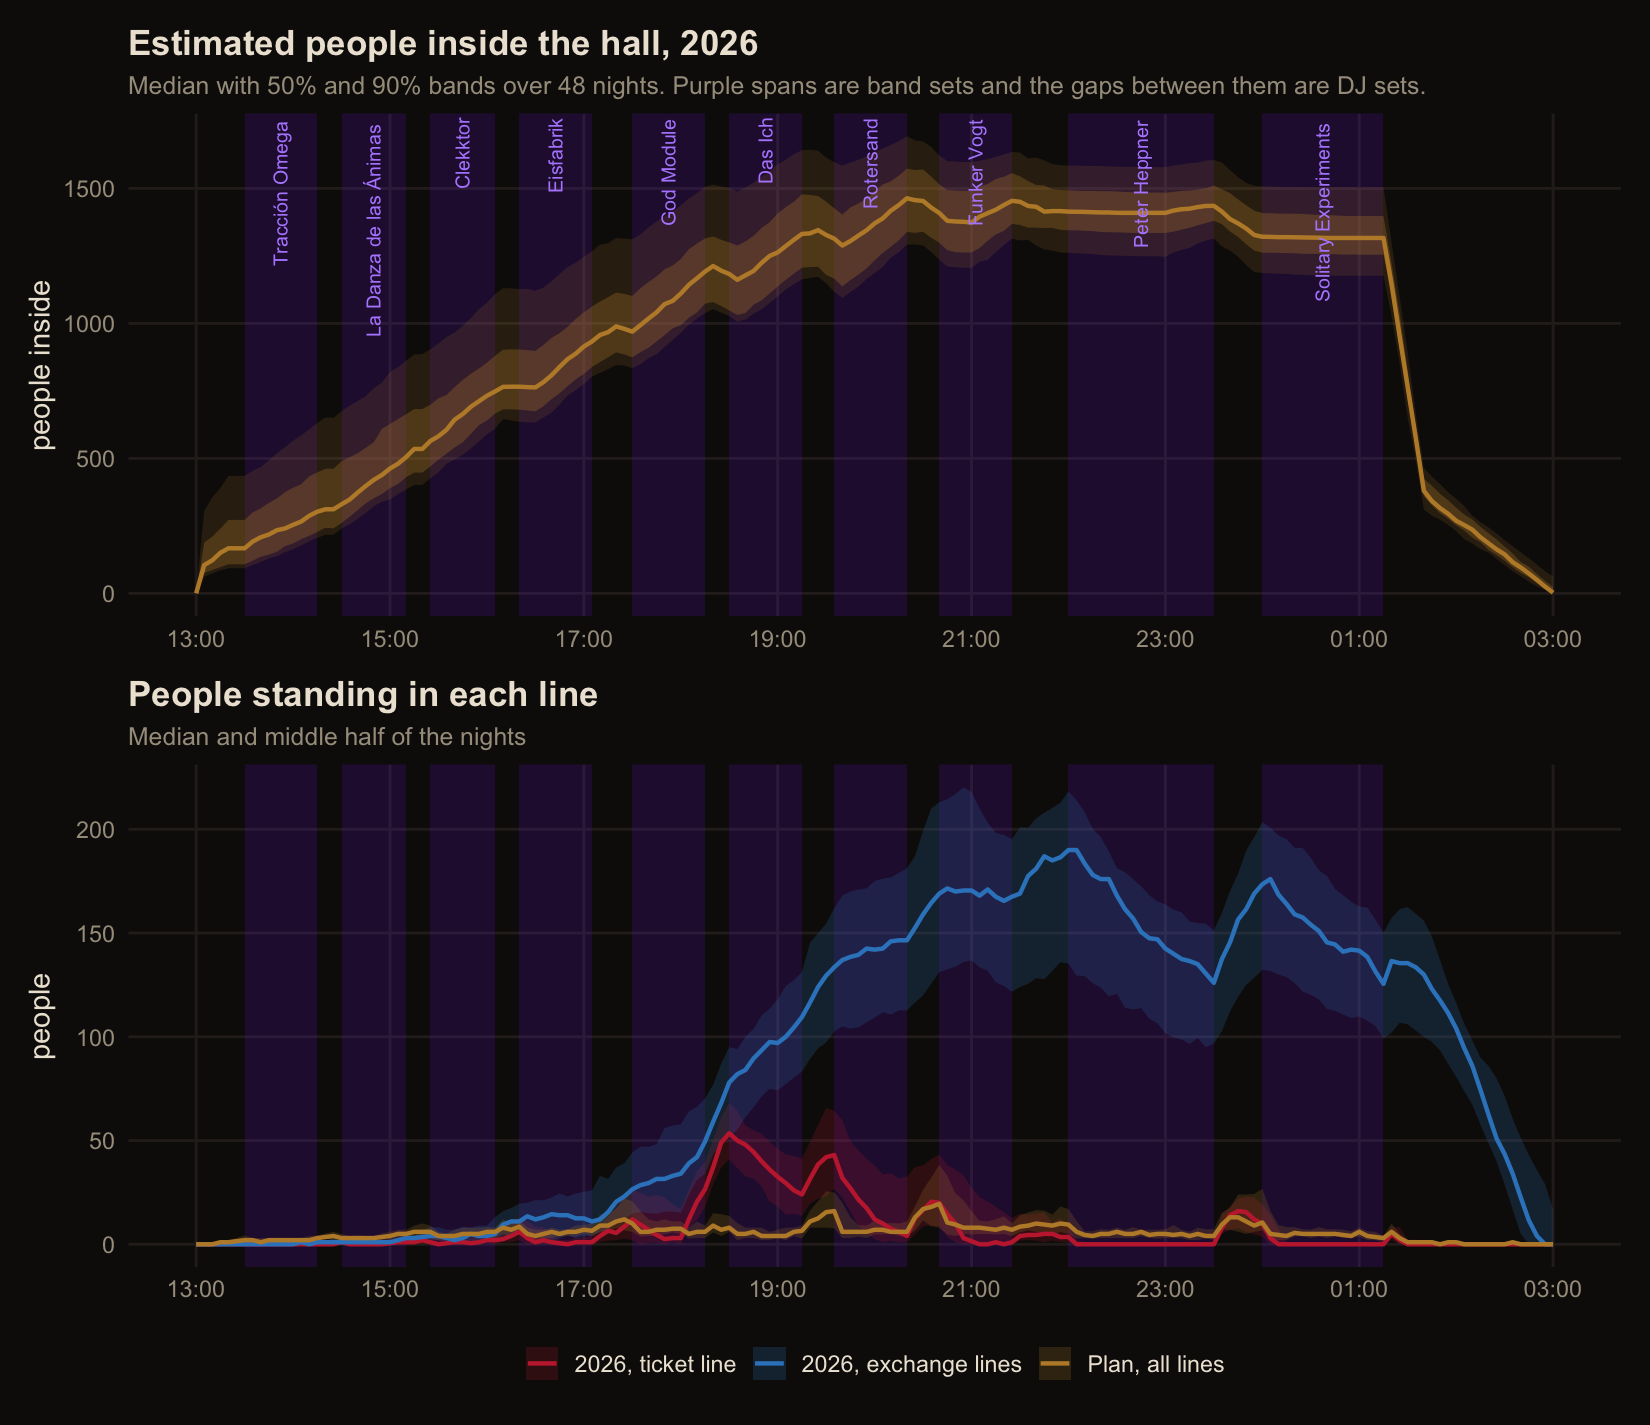 Estimated people inside the hall, 2026
Median with 50% and 90% bands over 48 nights. Purple spans are band sets and the gaps between them are DJ sets.
Tracción Omega
La Danza de las Ánimas
Clekktor
Eisfabrik
God Module
Das Ich
Rotersand
Funker Vogt
Peter Heppner
Solitary Experiments
people inside
1500
1000
500
0
13:00 15:00 17:00 19:00 21:00 23:00 01:00 03:00
People standing in each line
Median and middle half of the nights
people
200
150
100
50
0
13:00 15:00 17:00 19:00 21:00 23:00 01:00 03:00
2026, ticket line 2026, exchange lines Plan, all lines